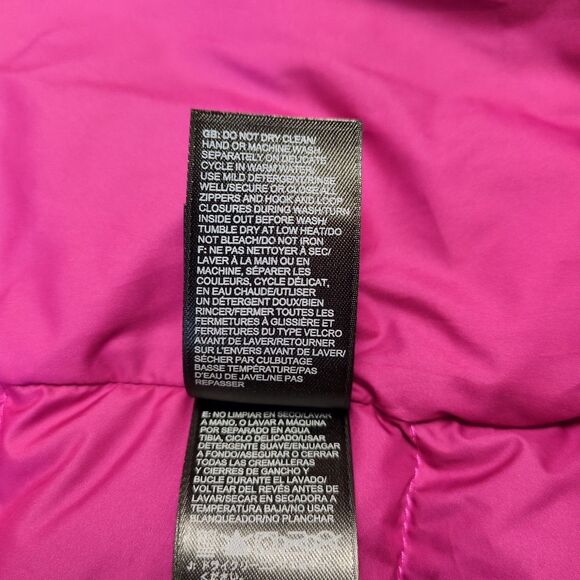 GB: DO NOT DRY CLEAN/
HAND OR MACHINE WASH
SEPARATELY ON DELICATE
CYCLE IN WARM WATER/
USE MILD DETERGENT/RINSE
WELL/SECURE OR CLOSE ALL
ZIPPERS AND HOOK AND LOOP
CLOSURES DURING WASH/TURN
INSIDE OUT BEFORE WASH/
TUMBLE DRY AT LOW HEAT/DO
NOT BLEACH/DO NOT IRON
F: NE PAS NETTOYER À SEC/
LAVER À LA MAIN OU EN
MACHINE, SÉPARER LES
COULEURS, CYCLE DÉLICAT,
EN EAU CHAUDE/UTLISER
UN DÉTERGENT DOUX/BIEN
RINCER/FERMER TOUTES LES
FERMETURES À GLISSIÈRE ET
FERMETURES DU TYPE VELCRO
AVANT DE LAVER/RETOURNER
SUR L'ENVERS AVANT DE LAVER/
SÉCHER PAR CULBUTAGE
BASSE TEMPÉRATURE/PAS
D'EAU DE JAVEL/NE PAS
REPASSER
E: NO LIMPIAR EN SECO/LAVAR
A MANO, O LAVAR A MÁQUINA
POR SEPARADO EN AGUA
TIBIA, CICLO DELICADO/USAR
DETERGENTE SUAVE/ENJUAGAR
A FONDO/ASEGURAR O CERRAR
TODAS LAS CREMALLERAS
Y CIERRES DE GANCHO Y
BUCLE DURANTE EL LAVADO/
VOLTEAR DEL REVÉS ANTES DE
LAVAR/SECAR EN SECADORA A
TEMPERATURA BAJA/NO USAR
BLANQUEADOR/NO PLANCHAR